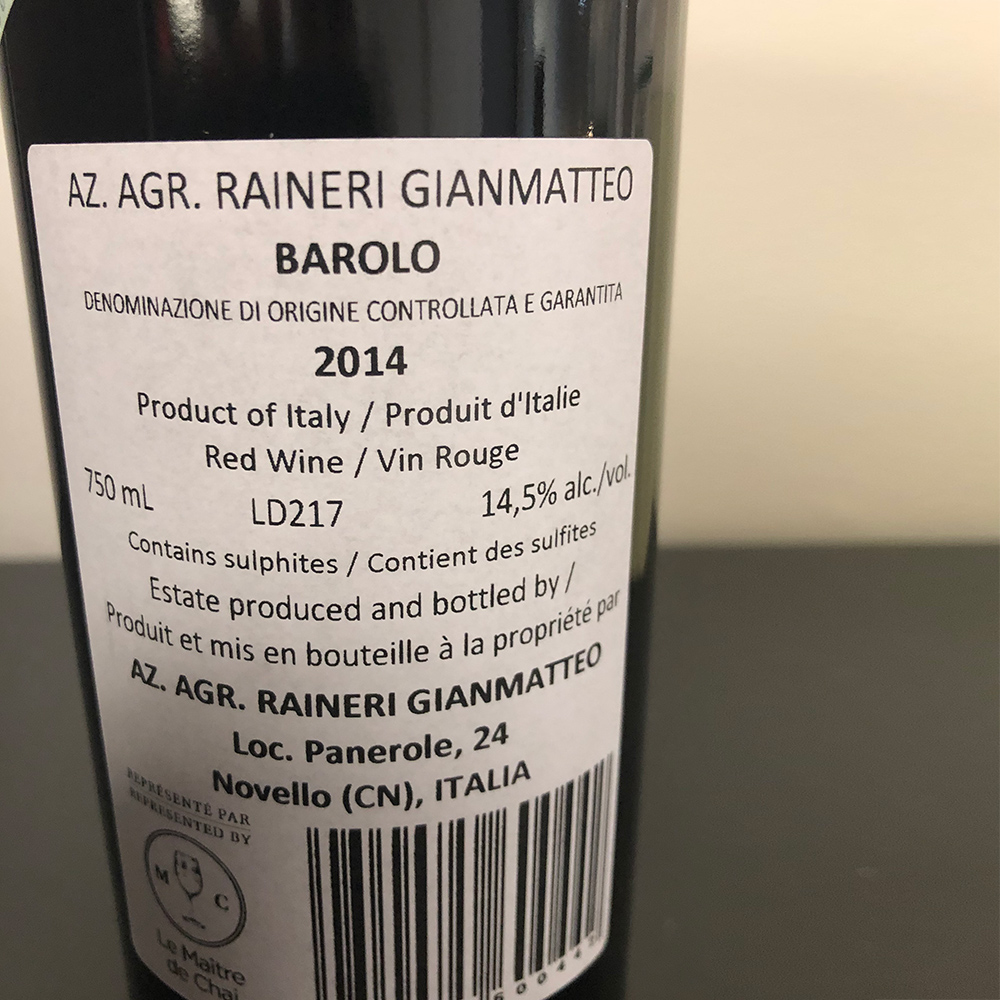 AZ. AGR. RAINERI GIANMATTEO
BAROLO
DENOMINAZIONE DI ORIGINE CONTROLLATA E GARANTITA
2014
Product of Italy / Produit d'Italie
Red Wine / Vin Rouge
750 mL LD217 14,5% alc./vol.
Contains sulphites / Contient des sulfites
Estate produced and bottled by /
Produit et mis en bouteille à la propriété par
AZ. AGR. RAINERI GIANMATTEO
Loc. Panerole, 24
Novello (CN), ITALIA
REPRÉSENTÉ PAR
REPRESENTED BY
M C
Le Maître
de Chai